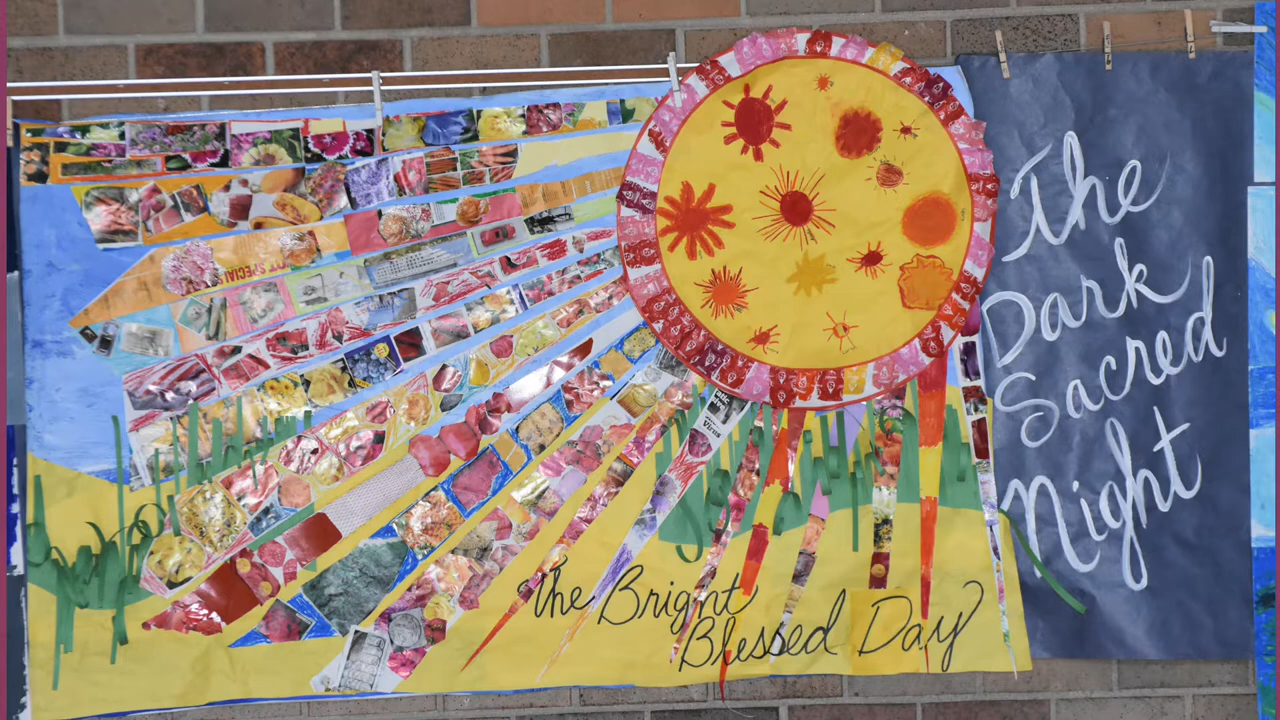 The Bright
Blessed Day
The
Dark
Sacred
Night